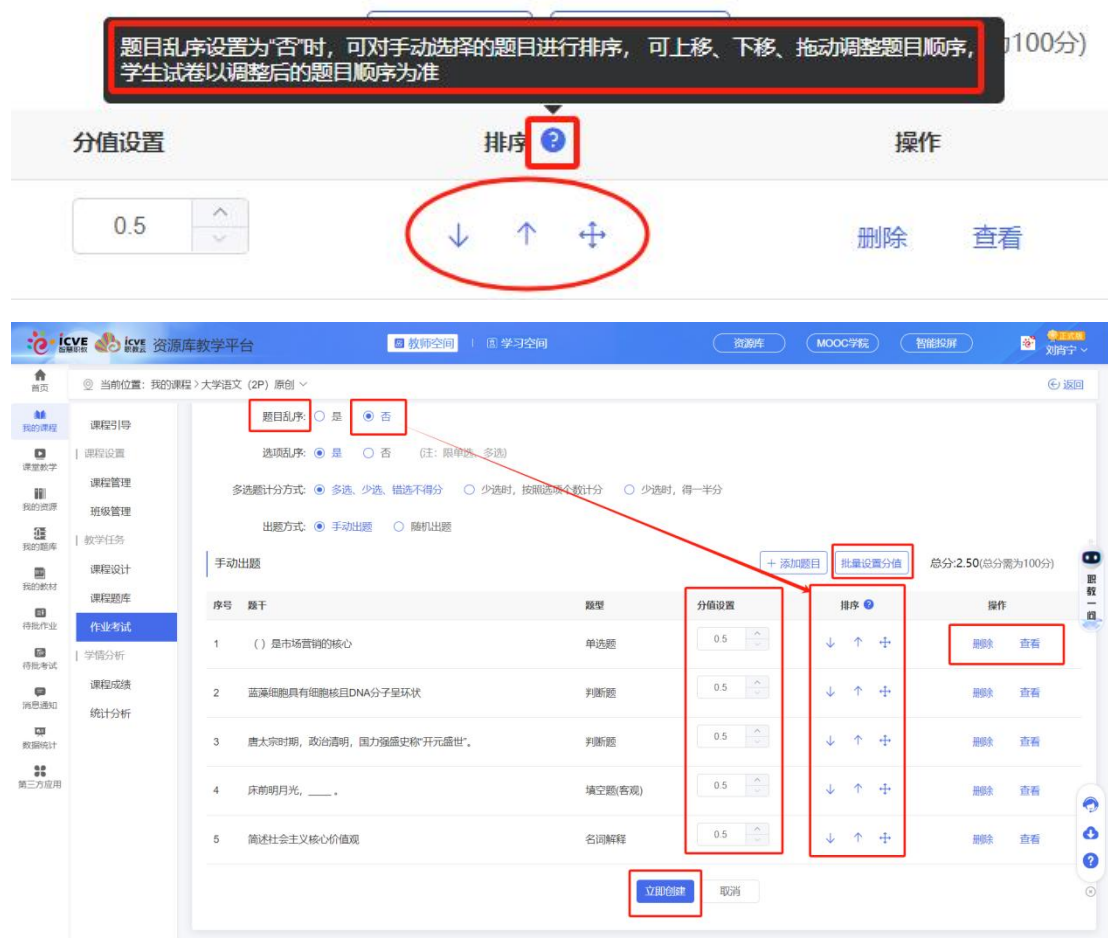 题目乱序设置为“否”时，可对手动选择的题目进行排序， 可上移、下移、拖动调整题目顺序，
学生试卷以调整后的题目顺序为准
100分)
分值设置 排序 ? 操作
0.5 删除 查看
icve 智慧职教 icve 职教云 资源库教学平台 教师空间 学习空间 资源库 MOOC学院 智能投屏 正式版
刘肖宁
首页 当前位置：我的课程 > 大学语文（2P）原创 返回
我的课程 课程引导 题目乱序: 是 否
课堂教学 课程设置 选项乱序: 是 否 (注：限单选、多选)
我的资源 课程管理 多选题计分方式: 多选、少选、错选不得分 少选时，按照选项个数计分 少选时，得一半分
我的题库 班级管理 出题方式: 手动出题 随机出题
教学任务
我的教材 课程设计 手动出题 + 添加题目 批量设置分值 总分:2.50(总分需为100分)
待批作业 课程题库 序号 题干 题型 分值设置 排序 ? 操作
待批考试 作业考试 1 （ ）是市场营销的核心 单选题 0.5 删除 查看
学情分析
消息通知 课程成绩 2 蓝藻细胞具有细胞核且DNA分子呈环状 判断题 0.5 删除 查看
数据统计 统计分析 3 唐太宗时期，政治清明，国力强盛史称“开元盛世”。 判断题 0.5 删除 查看
第三方应用 4 床前明月光，____ 。 填空题(客观) 0.5 删除 查看
5 简述社会主义核心价值观 名词解释 0.5 删除 查看
立即创建 取消
职教一问